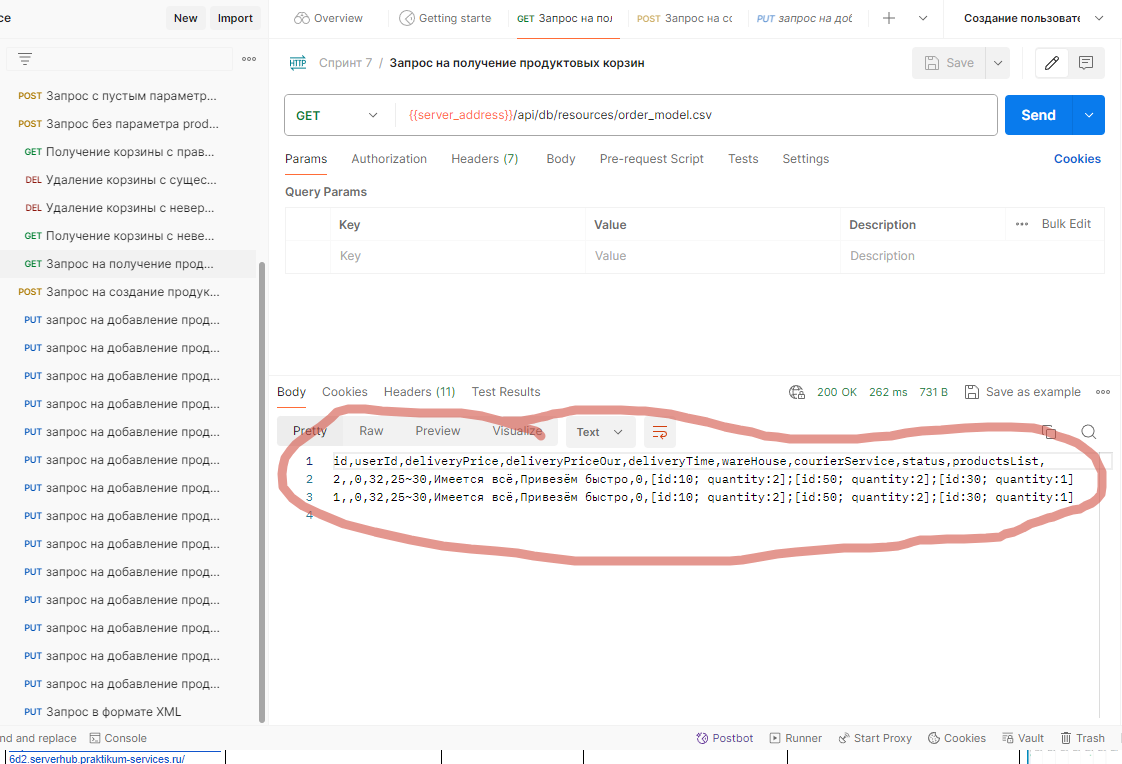 ce New Import Overview Getting starte GET Запрос на пол POST Запрос на сс PUT запрос на доб Создание пользовате
Спринт 7 / Запрос на получение продуктовых корзин Save
POST Запрос с пустым параметр...
POST Запрос без параметра prod...
GET Получение корзины с прав...
DEL Удаление корзины с сущес...
DEL Удаление корзины с невер...
GET Получение корзины с неве...
GET Запрос на получение прод...
POST Запрос на создание продук...
PUT запрос на добавление прод...
PUT запрос на добавление прод...
PUT запрос на добавление прод...
PUT запрос на добавление прод...
PUT запрос на добавление прод...
PUT запрос на добавление прод...
PUT запрос на добавление прод...
PUT запрос на добавление прод...
PUT запрос на добавление прод...
PUT запрос на добавление прод...
PUT запрос на добавление прод...
PUT запрос на добавление прод...
PUT запрос на добавление прод...
PUT запрос на добавление прод...
PUT Запрос в формате XML
GET {{server_address}}/api/db/resources/order_model.csv Send
Params Authorization Headers (7) Body Pre-request Script Tests Settings Cookies
Query Params
Key Value Description Bulk Edit
Key Value Description
Body Cookies Headers (11) Test Results 200 OK 262 ms 731 B Save as example
Pretty Raw Preview Visualize Text
1 id,userId,deliveryPrice,deliveryPriceOur,deliveryTime,wareHouse,courierService,status,productsList,
2 2,,0,32,25~30,Имеется всё,Привезём быстро,0,[id:10; quantity:2];[id:50; quantity:2];[id:30; quantity:1]
3 1,,0,32,25~30,Имеется всё,Привезём быстро,0,[id:10; quantity:2];[id:50; quantity:2];[id:30; quantity:1]
4
nd and replace Console Postbot Runner Start Proxy Cookies Vault Trash
6d2.serverhub.praktikum-services.ru/